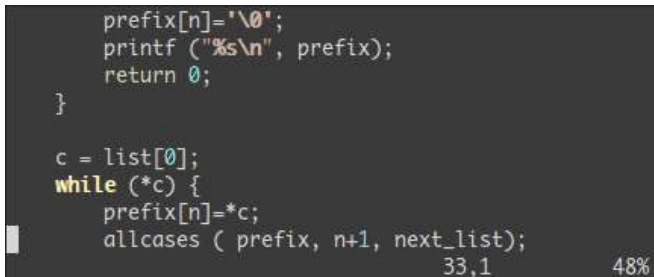 prefix[n]='\0';
printf ("%s\n", prefix);
return 0;
}
c = list[0];
while (*c) {
prefix[n]=*c;
allcases ( prefix, n+1, next_list);
33,1 48%